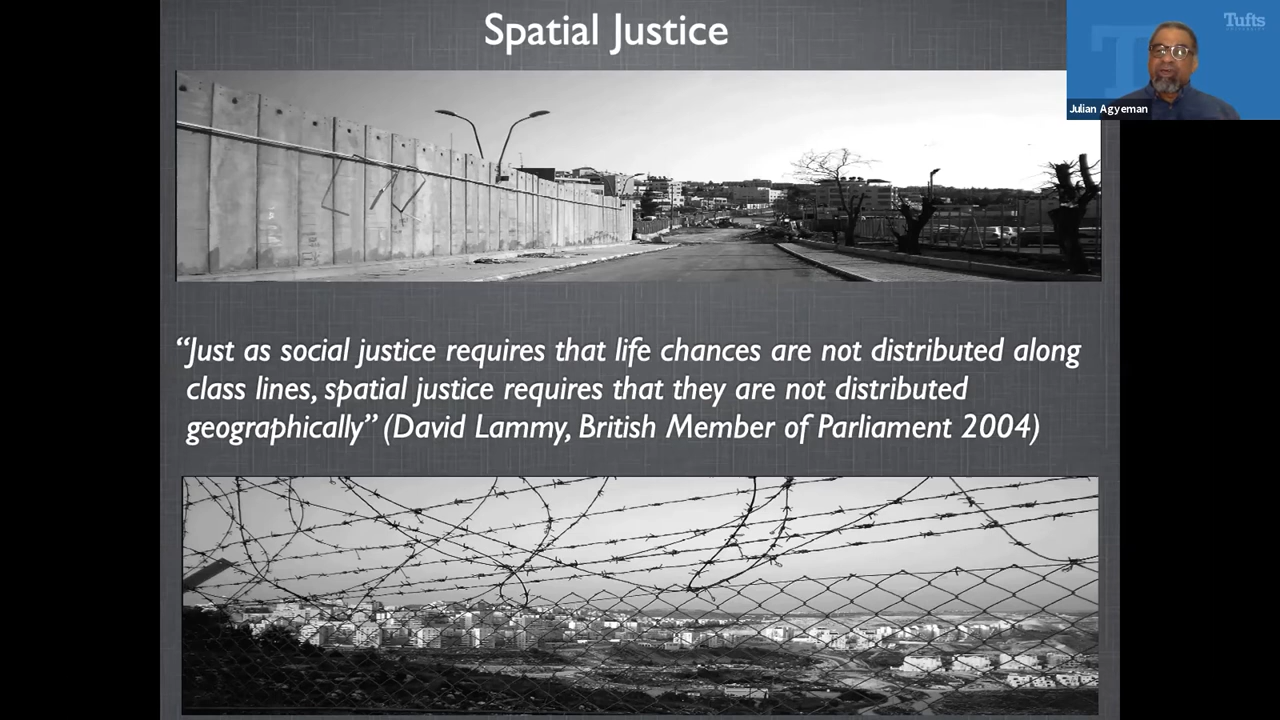 Spatial Justice
Tufts
UNIVERSITY
Julian Agyeman
“Just as social justice requires that life chances are not distributed along
class lines, spatial justice requires that they are not distributed
geographically” (David Lammy, British Member of Parliament 2004)